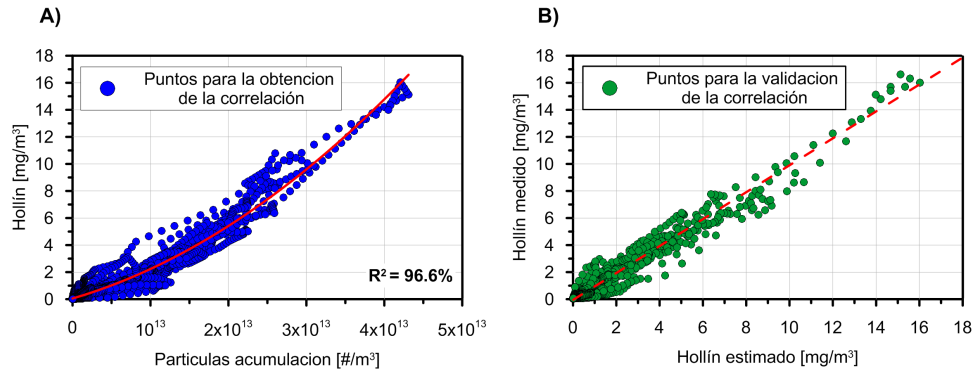 A)
18
16
14
12
10
8
6
4
2
0
Hollín [mg/m³]
Puntos para la obtencion
de la correlación
R² = 96.6%
0
10¹³
2x10¹³
3x10¹³
4x10¹³
5x10¹³
Particulas acumulacion [#/m³]
B)
18
16
14
12
10
8
6
4
2
0
Hollín medido [mg/m³]
Puntos para la validacion
de la correlación
0
2
4
6
8
10
12
14
16
18
Hollín estimado [mg/m³]